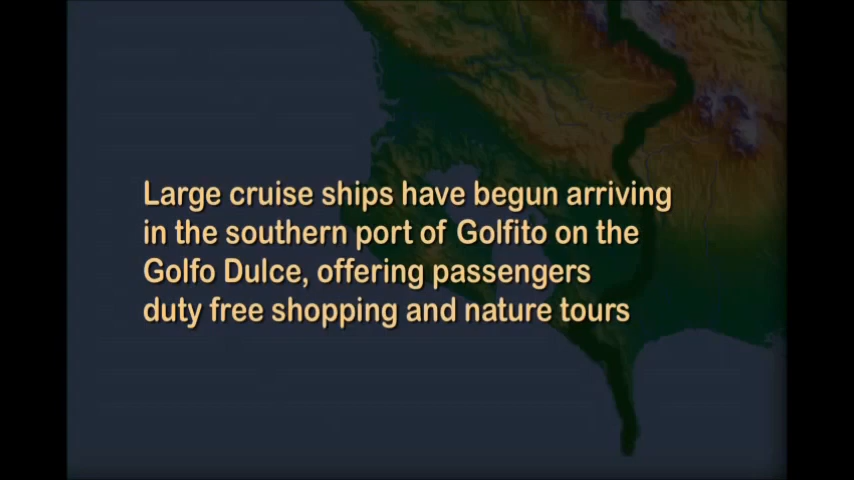 Large cruise ships have begun arriving
in the southern port of Golfito on the
Golfo Dulce, offering passengers
duty free shopping and nature tours